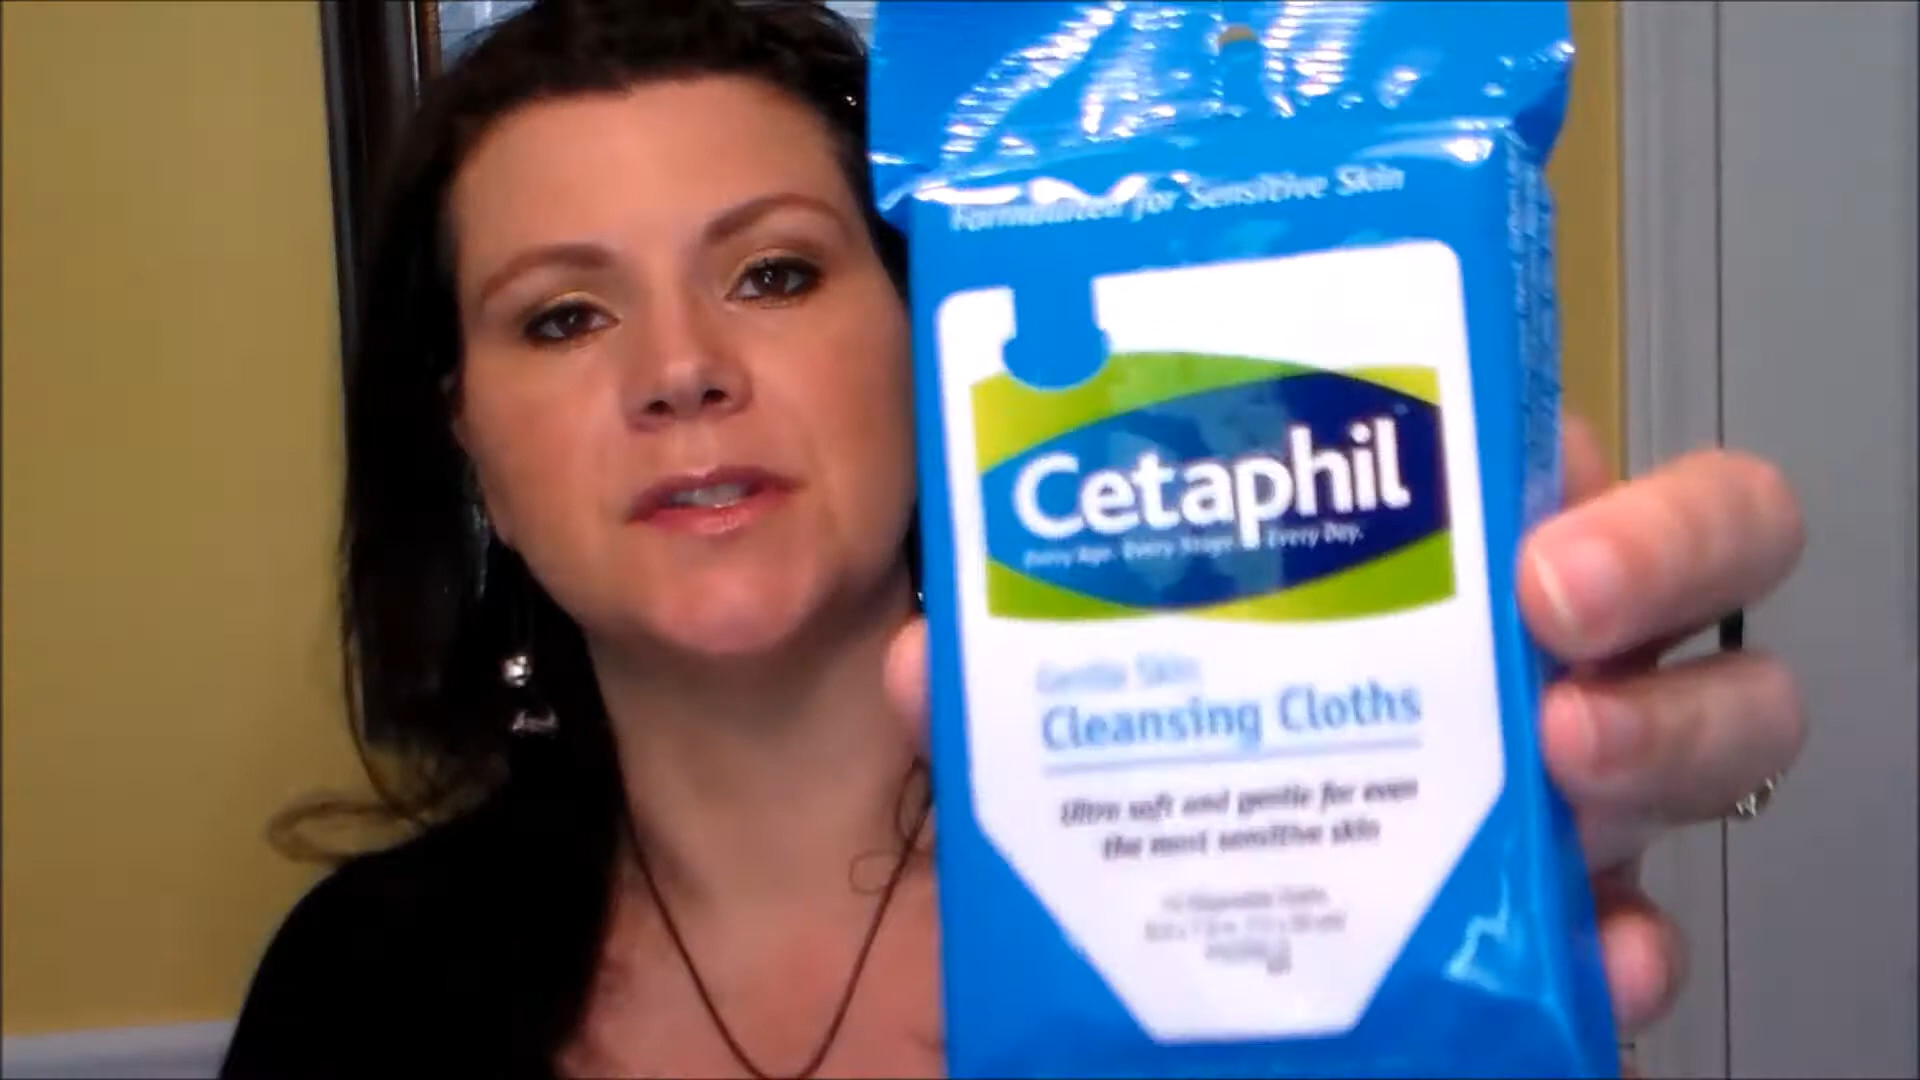 Formulated for Sensitive Skin
Cetaphil
Every Age. Every Stage. Every Day.
Gentle Skin
Cleansing Cloths
Ultra soft and gentle for even
the most sensitive skin